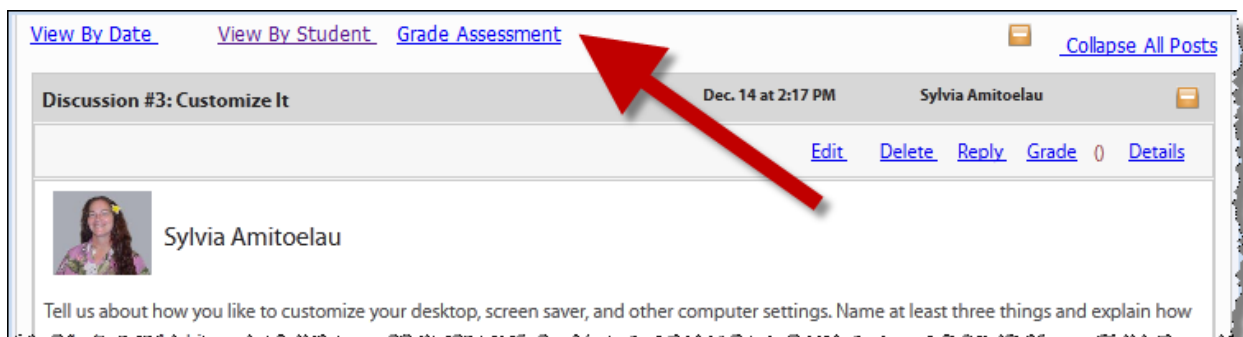 View By Date View By Student Grade Assessment Collapse All Posts
Discussion #3: Customize It Dec. 14 at 2:17 PM Sylvia Amitoelau
Edit Delete Reply Grade () Details
Sylvia Amitoelau
Tell us about how you like to customize your desktop, screen saver, and other computer settings. Name at least three things and explain how